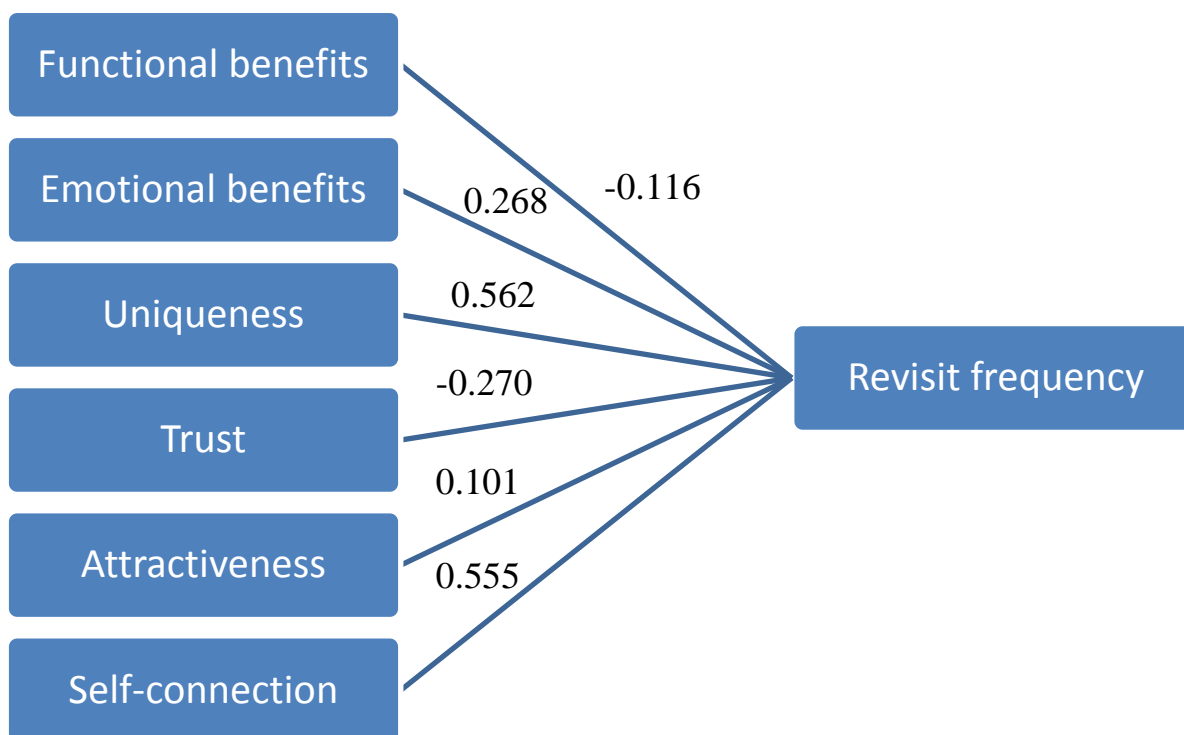 Functional benefits
-0.116
Emotional benefits
0.268
Uniqueness
0.562
Revisit frequency
Trust
-0.270
Attractiveness
0.101
Self-connection
0.555